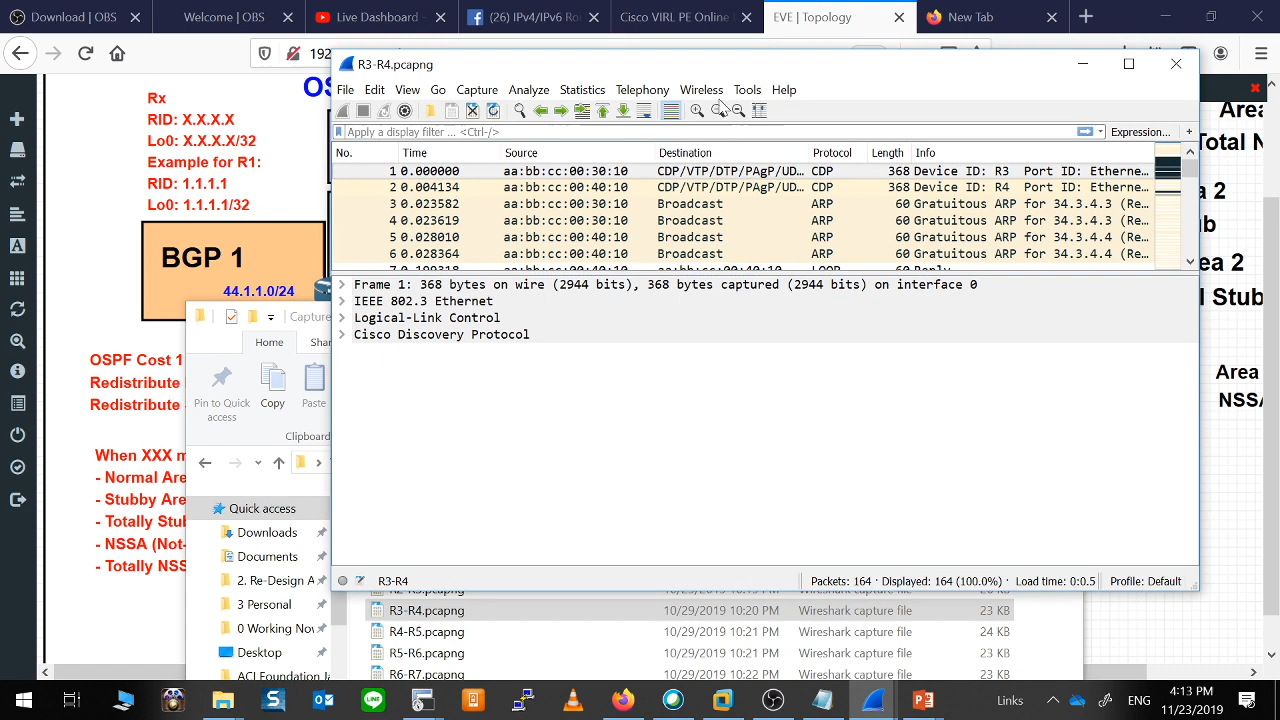 Download | OBS
Welcome | OBS
Live Dashboard -
(26) IPv4/IPv6 Ro
Cisco VIRL PE Online
EVE | Topology
New Tab
192
R3-R4.pcapng
File Edit View Go Capture Analyze Statistics Telephony Wireless Tools Help
Apply a display filter ... <Ctrl-/>
Expression...
No. Time Source Destination Protocol Length Info
1 0.000000 aa:bb:cc:00:30:10 CDP/VTP/DTP/PAgP/UD... CDP 368 Device ID: R3 Port ID: Etherne...
2 0.004134 aa:bb:cc:00:40:10 CDP/VTP/DTP/PAgP/UD... CDP 368 Device ID: R4 Port ID: Etherne...
3 0.023582 aa:bb:cc:00:30:10 Broadcast ARP 60 Gratuitous ARP for 34.3.4.3 (Re...
4 0.023619 aa:bb:cc:00:30:10 Broadcast ARP 60 Gratuitous ARP for 34.3.4.3 (Re...
5 0.028010 aa:bb:cc:00:40:10 Broadcast ARP 60 Gratuitous ARP for 34.3.4.4 (Re...
6 0.028364 aa:bb:cc:00:40:10 Broadcast ARP 60 Gratuitous ARP for 34.3.4.4 (Re...
Frame 1: 368 bytes on wire (2944 bits), 368 bytes captured (2944 bits) on interface 0
IEEE 802.3 Ethernet
Logical-Link Control
Cisco Discovery Protocol
R3-R4
Packets: 164 · Displayed: 164 (100.0%) · Load time: 0:0.5
Profile: Default
OS
Rx
RID: X.X.X.X
Lo0: X.X.X.X/32
Example for R1:
RID: 1.1.1.1
Lo0: 1.1.1.1/32
BGP 1
44.1.1.0/24
OSPF Cost 1
Redistribute
Redistribute
When XXX m
- Normal Are
- Stubby Are
- Totally Stub
- NSSA (Not-
- Totally NSS
Area
Total N
a 2
ub
ea 2
l Stub
Area
NSSA
Capture
Home
Shar
Pin to Quick access
Copy
Paste
Clipboard
Quick access
Downloads
Documents
2. Re-Design A
3 Personal
0 Working Nov
Desktop
ACI Foundation Ja
R3-R4.pcapng 10/29/2019 10:20 PM Wireshark capture file 23 KB
R4-R5.pcapng 10/29/2019 10:21 PM Wireshark capture file 24 KB
R5-R6.pcapng 10/29/2019 10:21 PM Wireshark capture file 23 KB
R6-R7.pcapng 10/29/2019 10:21 PM Wireshark capture file 23 KB
Links
ENG
4:13 PM
11/23/2019